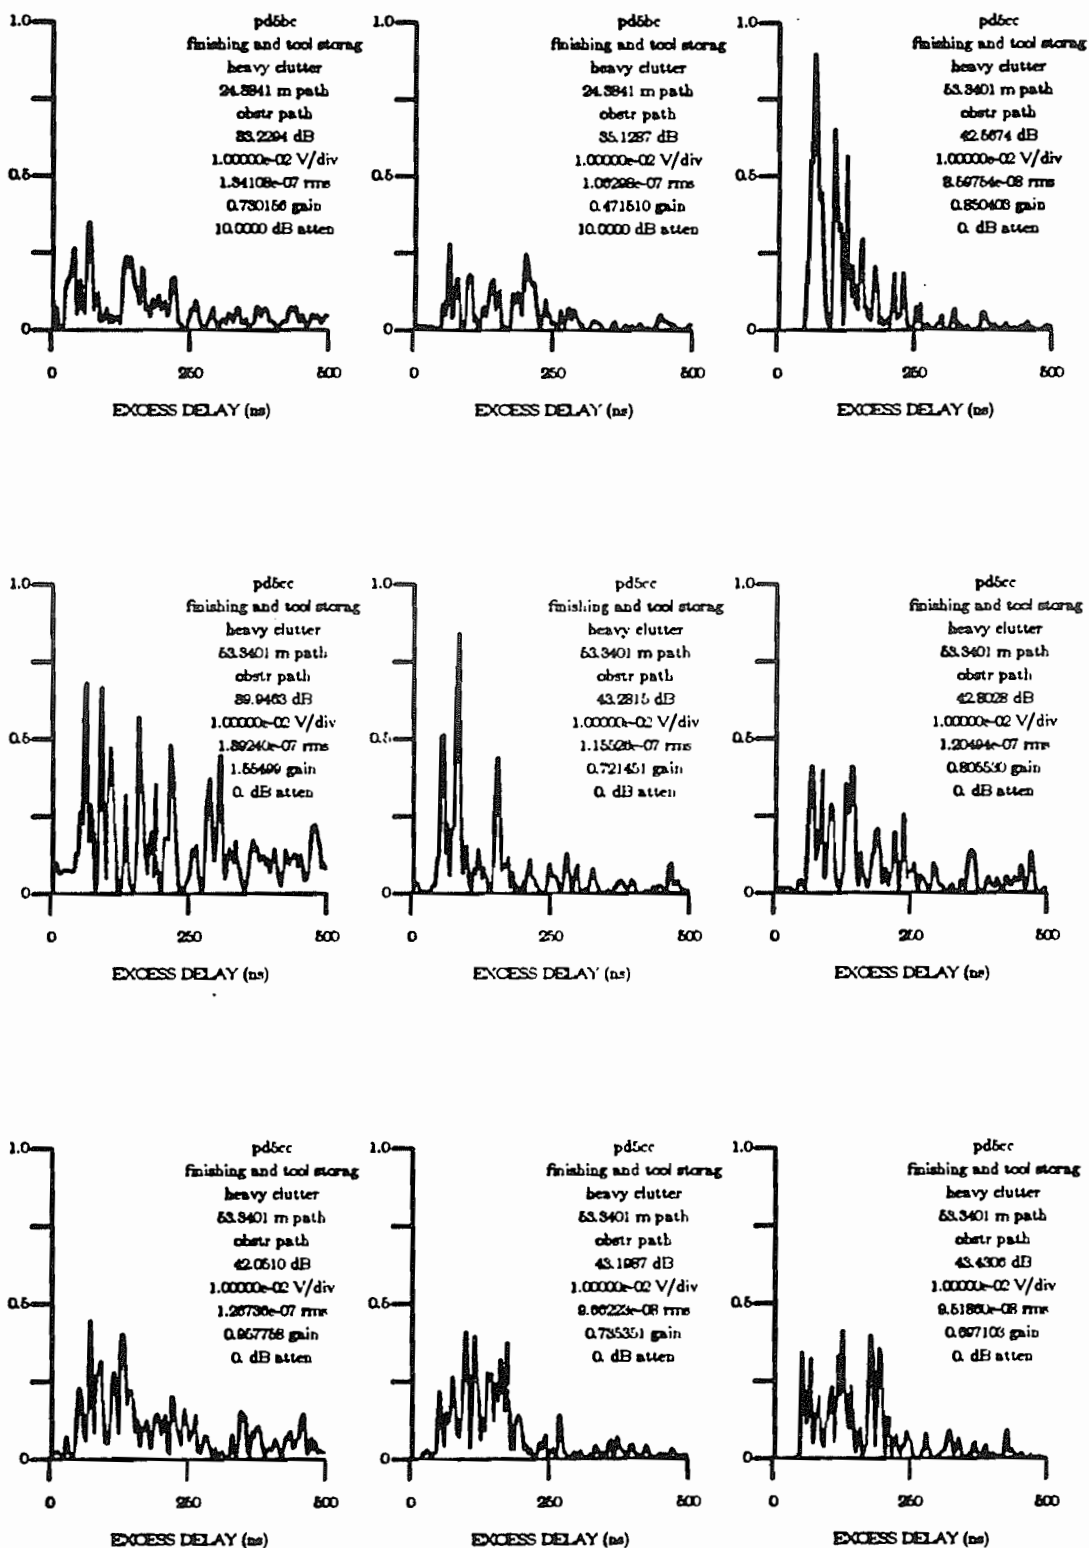 1.0
pd5bc
finishing and tool storag
heavy clutter
24.3841 m path
obstr path
33.2294 dB
1.00000e-02 V/div
1.34108e-07 rms
0.730156 gain
10.0000 dB atten
0.5
0
0 250 500
EXCESS DELAY (ns)
1.0
pd5bc
finishing and tool storag
heavy clutter
24.3841 m path
obstr path
35.1287 dB
1.00000e-02 V/div
1.06298e-07 rms
0.471510 gain
10.0000 dB atten
0.5
0
0 250 500
EXCESS DELAY (ns)
1.0
pd5cc
finishing and tool storag
heavy clutter
53.3401 m path
obstr path
42.5674 dB
1.00000e-02 V/div
8.59754e-08 rms
0.850403 gain
0. dB atten
0.5
0
0 250 500
EXCESS DELAY (ns)
1.0
pd5cc
finishing and tool storag
heavy clutter
53.3401 m path
obstr path
39.9463 dB
1.00000e-02 V/div
1.89240e-07 rms
1.55499 gain
0. dB atten
0.5
0
0 250 500
EXCESS DELAY (ns)
1.0
pd5cc
finishing and tool storag
heavy clutter
53.3401 m path
obstr path
43.2815 dB
1.00000e-02 V/div
1.15526e-07 rms
0.721451 gain
0. dB atten
0.5
0
0 250 500
EXCESS DELAY (ns)
1.0
pd5cc
finishing and tool storag
heavy clutter
53.3401 m path
obstr path
42.8028 dB
1.00000e-02 V/div
1.20494e-07 rms
0.805530 gain
0. dB atten
0.5
0
0 250 500
EXCESS DELAY (ns)
1.0
pd5cc
finishing and tool storag
heavy clutter
53.3401 m path
obstr path
42.0510 dB
1.00000e-02 V/div
1.26736e-07 rms
0.957758 gain
0. dB atten
0.5
0
0 250 500
EXCESS DELAY (ns)
1.0
pd5cc
finishing and tool storag
heavy clutter
53.3401 m path
obstr path
43.1987 dB
1.00000e-02 V/div
9.66223e-08 rms
0.735351 gain
0. dB atten
0.5
0
0 250 500
EXCESS DELAY (ns)
1.0
pd5cc
finishing and tool storag
heavy clutter
53.3401 m path
obstr path
43.4306 dB
1.00000e-02 V/div
9.51860e-08 rms
0.697103 gain
0. dB atten
0.5
0
0 250 500
EXCESS DELAY (ns)